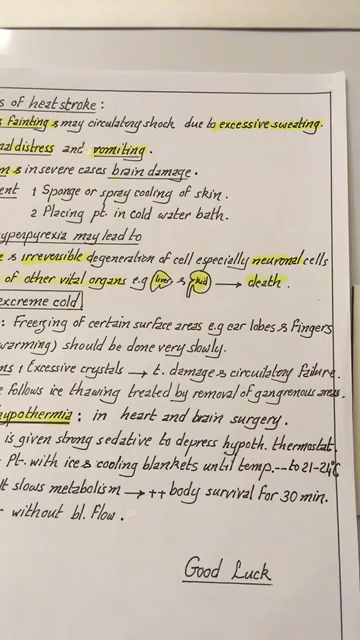 s of heatstroke :
s fainting & may circulatory shock due to excessive sweating.
nal distress and vomiting .
m & in severe cases brain damage .
ent 1 Sponge or spray cooling of skin .
2 Placing pt. in cold water bath .
hyperpyrexia may lead to
e & irreversible degeneration of cell especially neuronal cells
of other vital organs e.g liver & kid → death .
excreme cold
: Freezing of certain surface areas e.g ear lobes & fingers
warming) should be done very slowly.
ns 1 Excessive crystals → t. damage & circulatory failure.
e follows ice thawing treated by removal of gangrenous areas.
hypothermia : in heart and brain surgery .
is given strong sedative to depress hypoth. thermostat.
Pt. with ice & cooling blankets until temp. -- to 21-24°C
It slows metabolism → ++ body survival for 30 min.
without bl. flow .
Good Luck